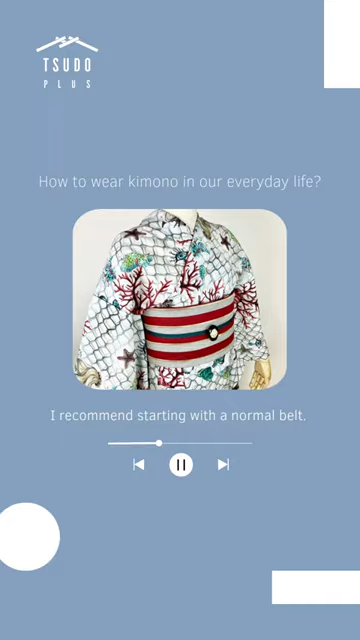 TSUDO
PLUS
How to wear kimono in our everyday life?
I recommend starting with a normal belt.